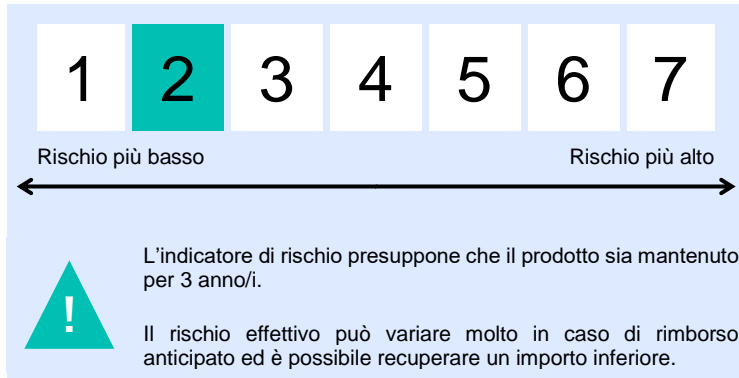 1 2 3 4 5 6 7
Rischio più basso Rischio più alto
L'indicatore di rischio presuppone che il prodotto sia mantenuto
per 3 anno/i.
!
Il rischio effettivo può variare molto in caso di rimborso
anticipato ed è possibile recuperare un importo inferiore.